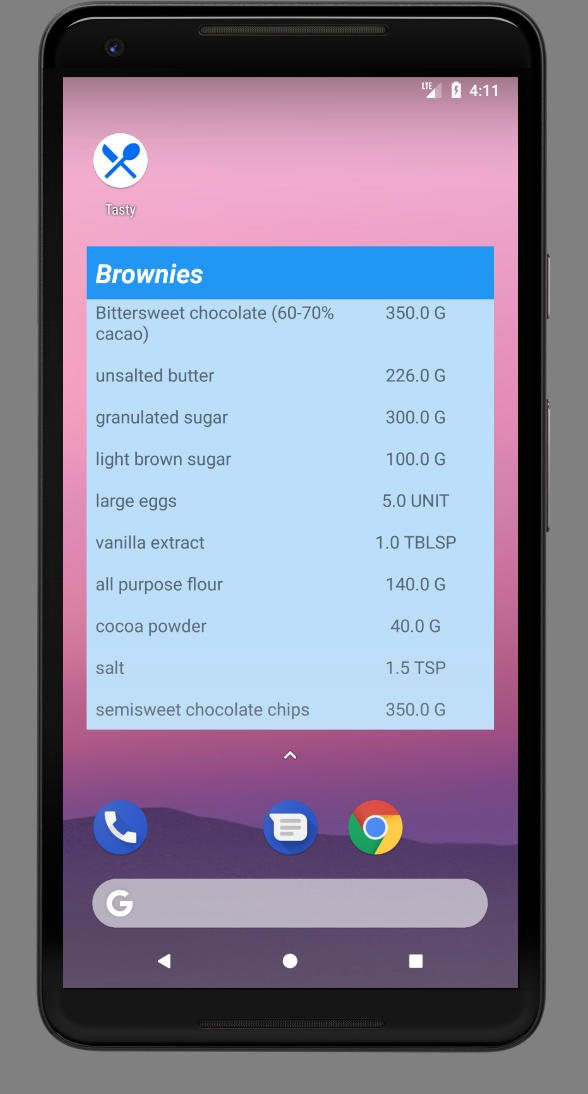 LTE 4:11
Tasty
Brownies
Bittersweet chocolate (60-70% 350.0 G
cacao)
unsalted butter 226.0 G
granulated sugar 300.0 G
light brown sugar 100.0 G
large eggs 5.0 UNIT
vanilla extract 1.0 TBLSP
all purpose flour 140.0 G
cocoa powder 40.0 G
salt 1.5 TSP
semisweet chocolate chips 350.0 G
G